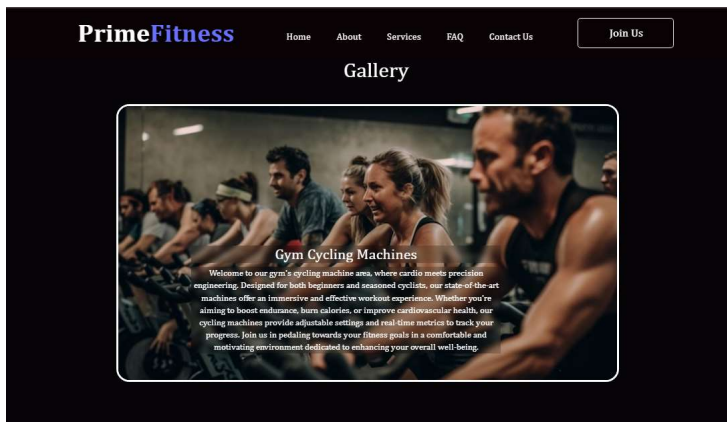 PrimeFitness
Home About Services FAQ Contact Us
Join Us
Gallery
Gym Cycling Machines
Welcome to our gym's cycling machine area, where cardio meets precision
engineering. Designed for both beginners and seasoned cyclists, our state-of-the-art
machines offer an immersive and effective workout experience. Whether you're
aiming to boost endurance, burn calories, or improve cardiovascular health, our
cycling machines provide adjustable settings and real-time metrics to track your
progress. Join us in pedaling towards your fitness goals in a comfortable and
motivating environment dedicated to enhancing your overall well-being.